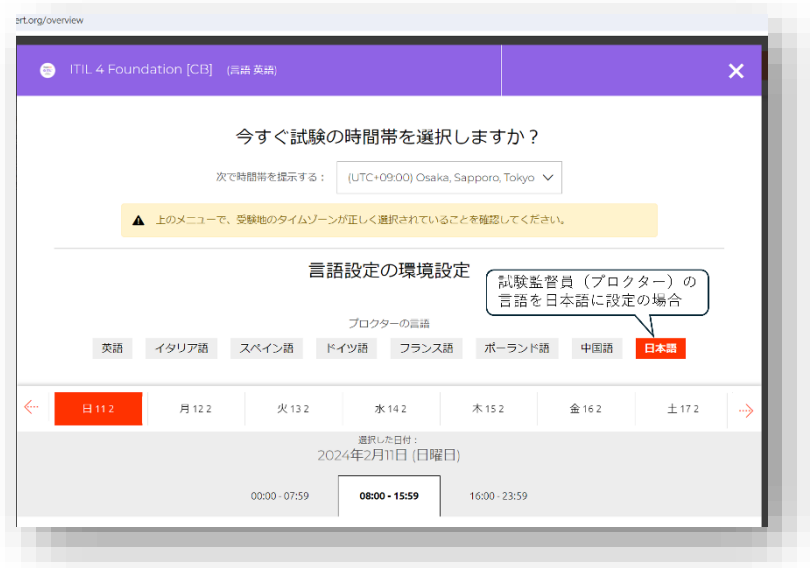 ert.org/overview
ITIL 4 Foundation [CB] (言語 英語)
今すぐ試験の時間帯を選択しますか？
次で時間帯を提示する： (UTC+09:00) Osaka, Sapporo, Tokyo
上のメニューで、受験地のタイムゾーンが正しく選択されていることを確認してください。
言語設定の環境設定
試験監督員（プロクター）の
言語を日本語に設定の場合
プロクターの言語
英語 イタリア語 スペイン語 ドイツ語 フランス語 ポーランド語 中国語 日本語
日 11 2 月 12 2 火 13 2 水 14 2 木 15 2 金 16 2 土 17 2
選択した日付：
2024年2月11日 (日曜日)
00:00 - 07:59 08:00 - 15:59 16:00 - 23:59